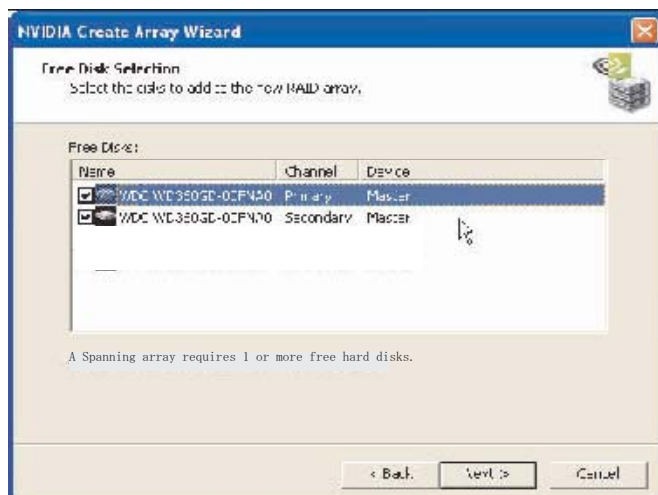 NVIDIA Create Array Wizard
Free Disk Selection
Select the disks to add to the new RAID array.
Free Disks:
Name Channel Device
WDC Primary Master
WDC Secondary Master
A Spanning array requires 1 or more free hard disks.
< Back Next > Cancel